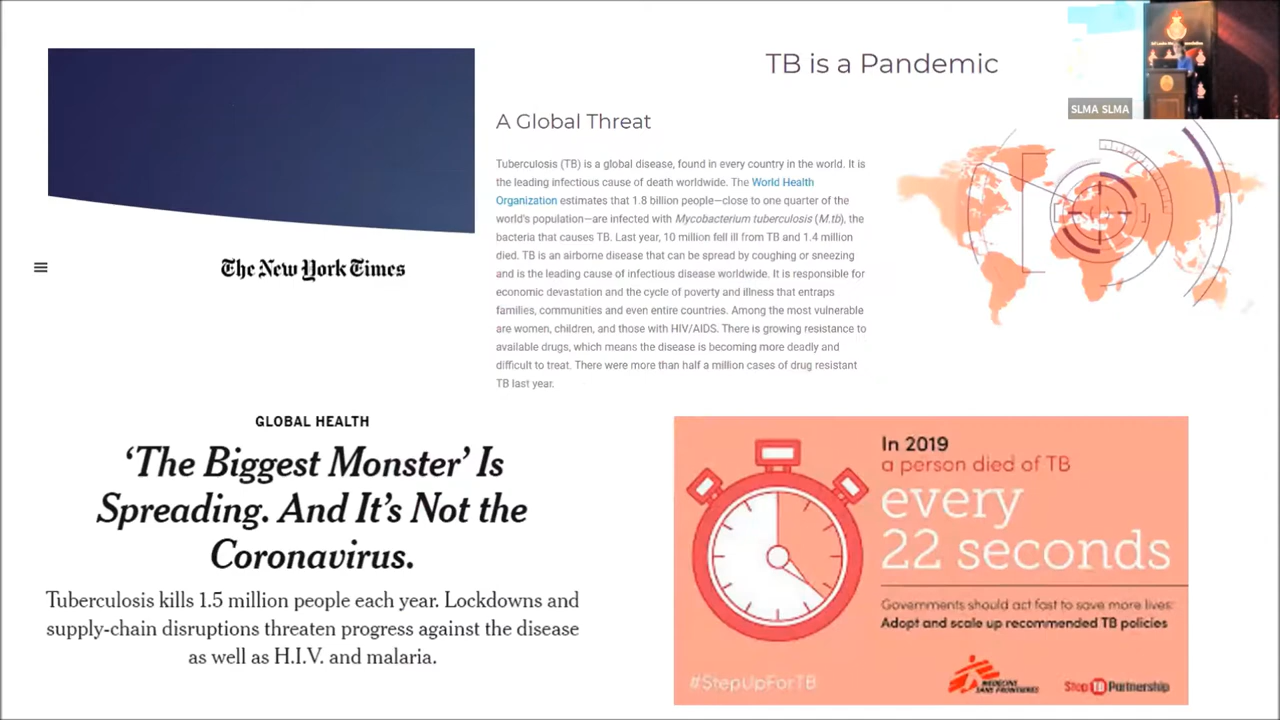 TB is a Pandemic
SLMA SLMA
A Global Threat
Tuberculosis (TB) is a global disease, found in every country in the world. It is
the leading infectious cause of death worldwide. The World Health
Organization estimates that 1.8 billion people—close to one quarter of the
world's population—are infected with Mycobacterium tuberculosis (M.tb), the
bacteria that causes TB. Last year, 10 million fell ill from TB and 1.4 million
died. TB is an airborne disease that can be spread by coughing or sneezing
and is the leading cause of infectious disease worldwide. It is responsible for
economic devastation and the cycle of poverty and illness that entraps
families, communities and even entire countries. Among the most vulnerable
are women, children, and those with HIV/AIDS. There is growing resistance to
available drugs, which means the disease is becoming more deadly and
difficult to treat. There were more than half a million cases of drug resistant
TB last year.
The New York Times
GLOBAL HEALTH
‘The Biggest Monster’ Is
Spreading. And It’s Not the
Coronavirus.
Tuberculosis kills 1.5 million people each year. Lockdowns and
supply-chain disruptions threaten progress against the disease
as well as H.I.V. and malaria.
In 2019
a person died of TB
every
22 seconds
Governments should act fast to save more lives:
Adopt and scale up recommended TB policies
#StepUpForTB
MEDECINS
SANS FRONTIERES
Stop TB Partnership